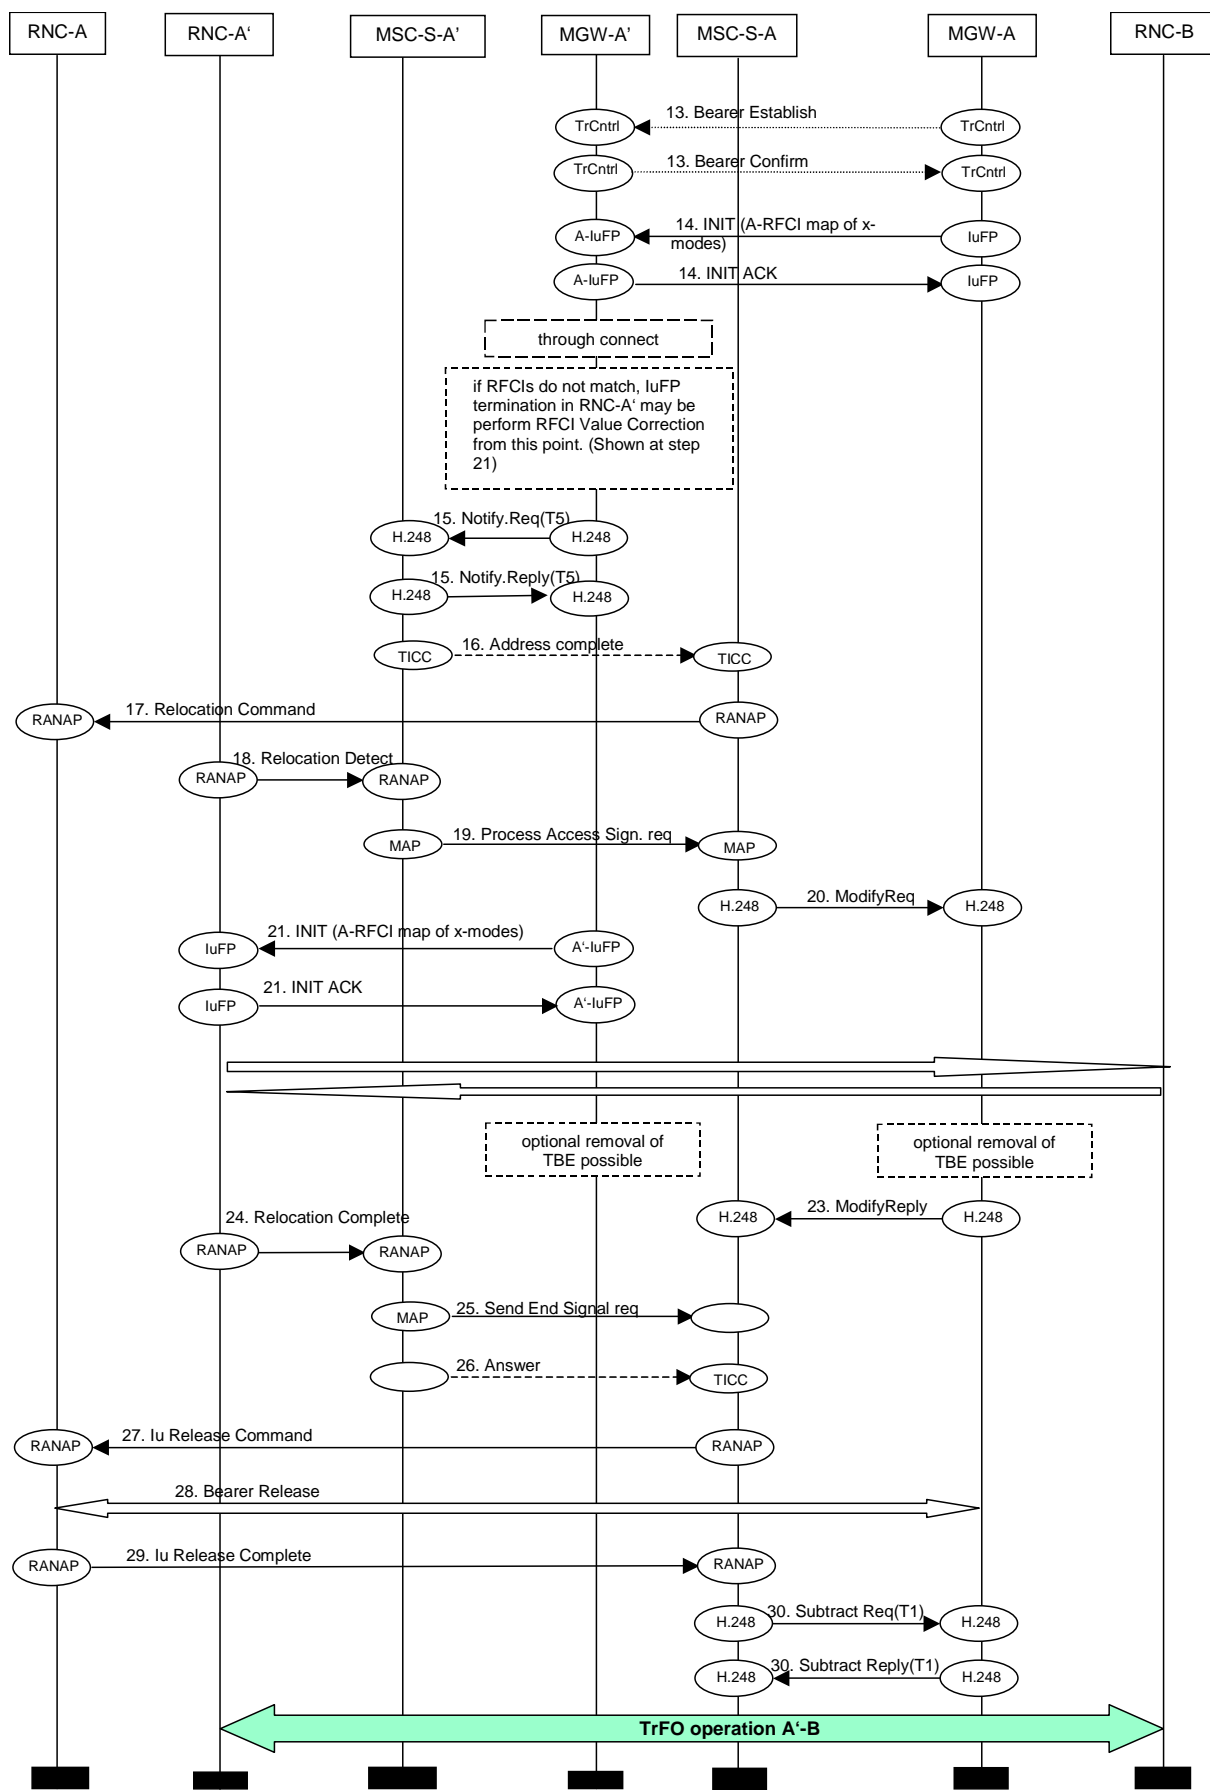 RNC-A
RNC-A‘
MSC-S-A’
MGW-A’
MSC-S-A
MGW-A
RNC-B
13. Bearer Establish
TrCntrl
TrCntrl
13. Bearer Confirm
TrCntrl
TrCntrl
14. INIT (A-RFCI map of x-
modes)
A-IuFP
IuFP
14. INIT ACK
A-IuFP
IuFP
through connect
if RFCIs do not match, IuFP
termination in RNC-A‘ may be
perform RFCI Value Correction
from this point. (Shown at step
21)
15. Notify.Req(T5)
H.248
H.248
15. Notify.Reply(T5)
H.248
H.248
16. Address complete
TICC
TICC
17. Relocation Command
RANAP
RANAP
18. Relocation Detect
RANAP
RANAP
19. Process Access Sign. req
MAP
MAP
20. ModifyReq
H.248
H.248
21. INIT (A-RFCI map of x-modes)
IuFP
A‘-IuFP
21. INIT ACK
IuFP
A‘-IuFP
optional removal of
TBE possible
optional removal of
TBE possible
23. ModifyReply
H.248
H.248
24. Relocation Complete
RANAP
RANAP
25. Send End Signal req
MAP
26. Answer
TICC
27. Iu Release Command
RANAP
RANAP
28. Bearer Release
29. Iu Release Complete
RANAP
RANAP
30. Subtract Req(T1)
H.248
H.248
30. Subtract Reply(T1)
H.248
H.248
TrFO operation A‘-B